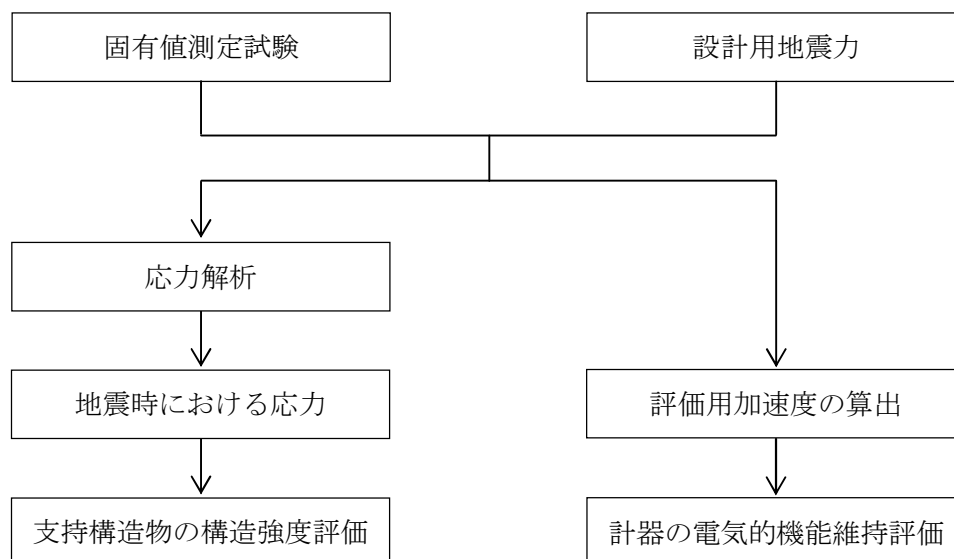 固有値測定試験
設計用地震力
応力解析
地震時における応力
評価用加速度の算出
支持構造物の構造強度評価
計器の電気的機能維持評価